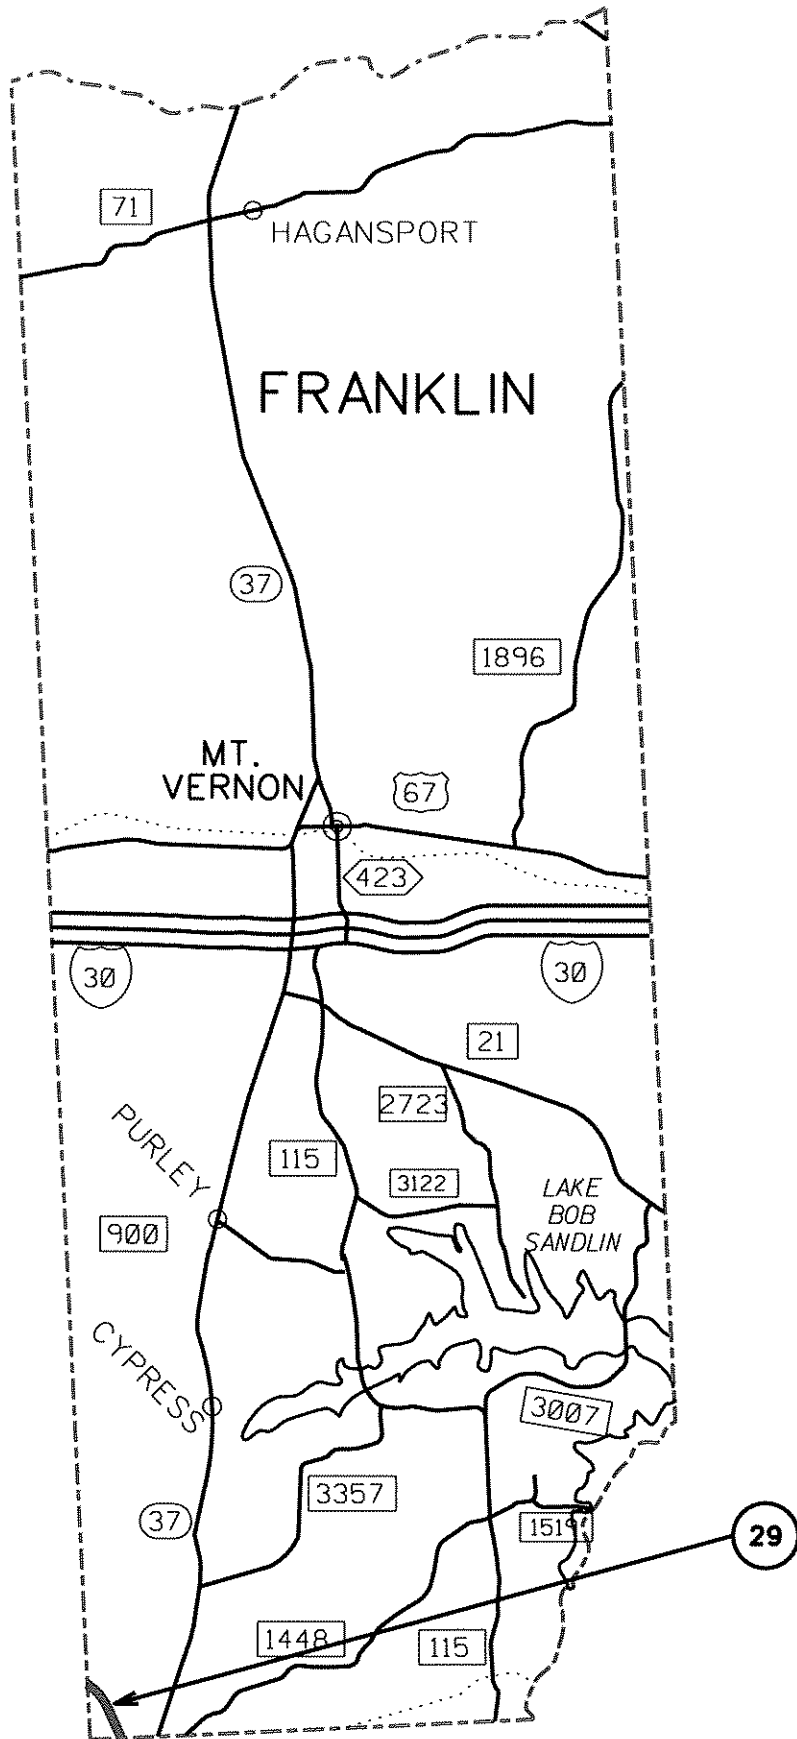 71
HAGANSPORT
FRANKLIN
37
1896
MT.
VERNON
67
423
30
30
21
2723
PURLEY
115
3122
LAKE
BOB
SANDLIN
900
CYPRESS
3007
3357
37
1519
29
1448
115